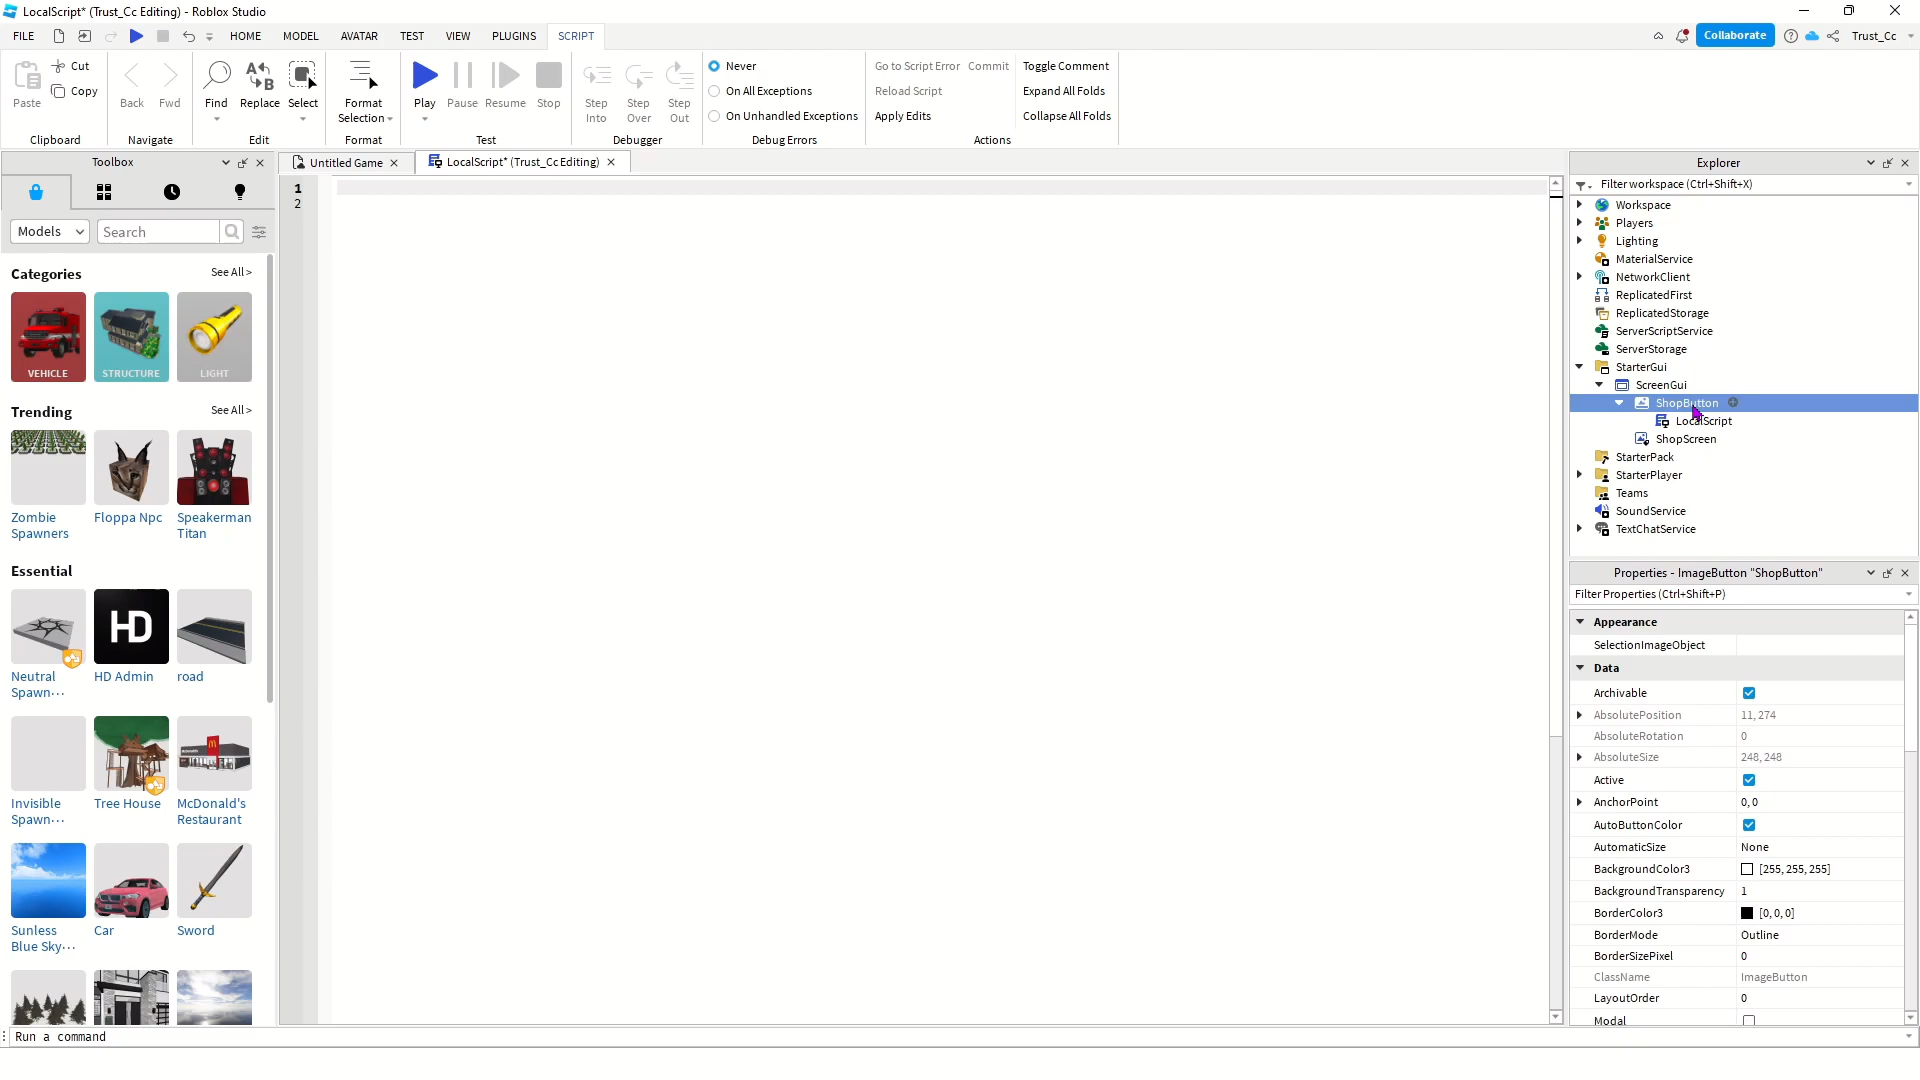 LocalScript* (Trust_Cc Editing) - Roblox Studio
FILE HOME MODEL AVATAR TEST VIEW PLUGINS SCRIPT Collaborate Trust_Cc
Paste Cut Copy Clipboard
Back Fwd Navigate
Find Replace Select Edit
Format Selection Format
Play Pause Resume Stop Test
Step Into Step Over Step Out Debugger
Never
On All Exceptions
On Unhandled Exceptions
Debug Errors
Go to Script Error Commit Toggle Comment
Reload Script Expand All Folds
Apply Edits Collapse All Folds
Actions
Toolbox
Models Search
Categories See All >
VEHICLE STRUCTURE LIGHT
Trending See All >
Zombie Spawners
Floppa Npc
Speakerman Titan
Essential
HD
Neutral Spawn...
HD Admin
road
Invisible Spawn...
Tree House
McDonald's Restaurant
Sunless Blue Sky...
Car
Sword
Untitled Game
LocalScript* (Trust_Cc Editing)
1
2
Explorer
Filter workspace (Ctrl+Shift+X)
Workspace
Players
Lighting
MaterialService
NetworkClient
ReplicatedFirst
ReplicatedStorage
ServerScriptService
ServerStorage
StarterGui
ScreenGui
ShopButton
LocalScript
ShopScreen
StarterPack
StarterPlayer
Teams
SoundService
TextChatService
Properties - ImageButton "ShopButton"
Filter Properties (Ctrl+Shift+P)
Appearance
SelectionImageObject
Data
Archivable
AbsolutePosition 11, 274
AbsoluteRotation 0
AbsoluteSize 248, 248
Active
AnchorPoint 0, 0
AutoButtonColor
AutomaticSize None
BackgroundColor3 [255, 255, 255]
BackgroundTransparency 1
BorderColor3 [0, 0, 0]
BorderMode Outline
BorderSizePixel 0
ClassName ImageButton
LayoutOrder 0
Modal
Run a command